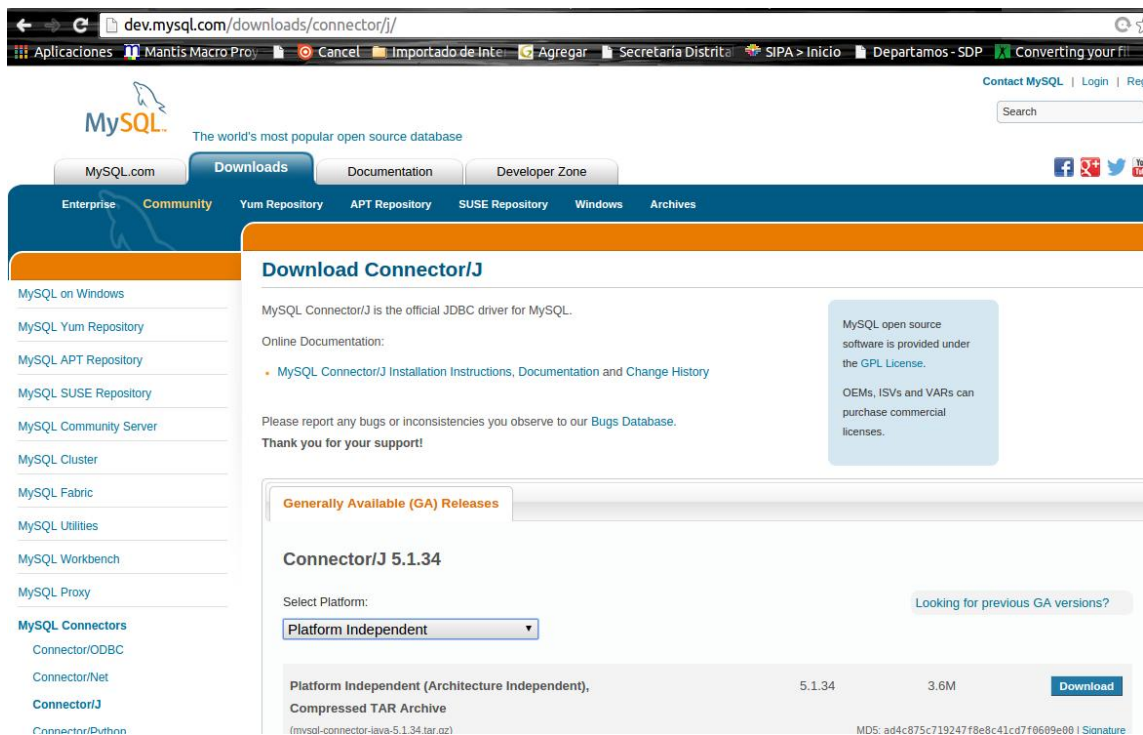 dev.mysql.com/downloads/connector/j/
Aplicaciones Mantis Macro Proy Cancel Importado de Inte Agregar Secretaría Distrita SIPA > Inicio Departamos - SDP Converting your fil
Contact MySQL | Login | Reg
MySQL
The world's most popular open source database
Search
MySQL.com Downloads Documentation Developer Zone
Enterprise Community Yum Repository APT Repository SUSE Repository Windows Archives
MySQL on Windows
MySQL Yum Repository
MySQL APT Repository
MySQL SUSE Repository
MySQL Community Server
MySQL Cluster
MySQL Fabric
MySQL Utilities
MySQL Workbench
MySQL Proxy
MySQL Connectors
Connector/ODBC
Connector/Net
Connector/J
Connector/Python
Download Connector/J
MySQL Connector/J is the official JDBC driver for MySQL.
Online Documentation:
MySQL Connector/J Installation Instructions, Documentation and Change History
Please report any bugs or inconsistencies you observe to our Bugs Database.
Thank you for your support!
MySQL open source
software is provided under
the GPL License.
OEMs, ISVs and VARs can
purchase commercial
licenses.
Generally Available (GA) Releases
Connector/J 5.1.34
Select Platform:
Looking for previous GA versions?
Platform Independent
Platform Independent (Architecture Independent), 5.1.34 3.6M Download
Compressed TAR Archive
(mysql-connector-java-5.1.34.tar.gz) MD5: ad4c875c719247f8e8c41cd7f0609e00 | Signature